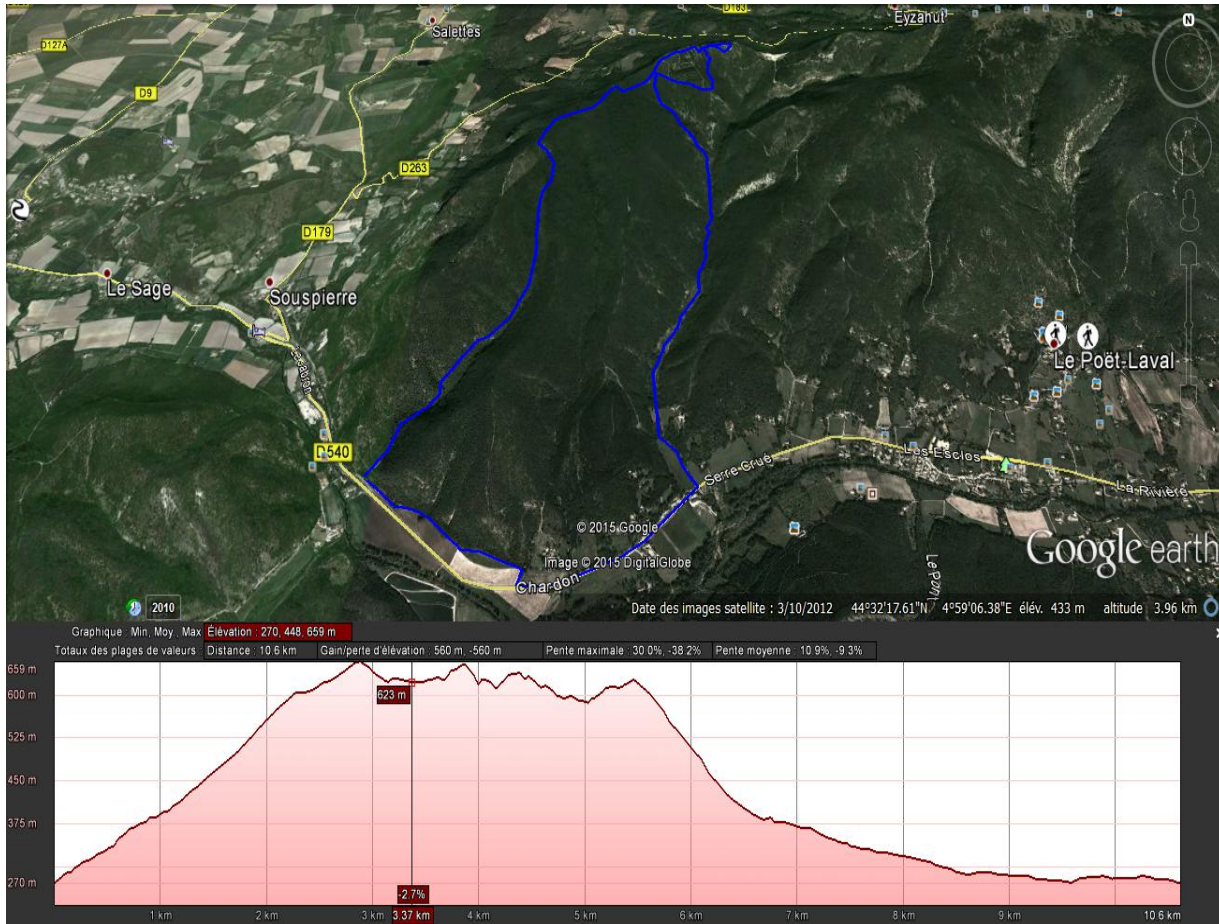 D183
Eyzahut
Salettes
D127A
N
D9
D263
D179
Le Sage
Souspierre
Le Poët-Laval
D540
Les Esclos
Serre Crué
La Rivière
© 2015 Google
Image © 2015 DigitalGlobe
Google earth
Chardon
Le Pont
2010
Date des images satellite : 3/10/2012 44°32'17.61"N 4°59'06.38"E élév. 433 m altitude 3.96 km
Graphique : Min, Moy., Max Élévation : 270, 448, 659 m
Totaux des plages de valeurs : Distance : 10.6 km Gain/perte d'élévation : 560 m, -560 m Pente maximale : 30.0%, -38.2% Pente moyenne : 10.9%, -9.3%
659 m
600 m
623 m
525 m
450 m
375 m
270 m
-2.7%
1 km 2 km 3 km 3.37 km 4 km 5 km 6 km 7 km 8 km 9 km 10.6 km